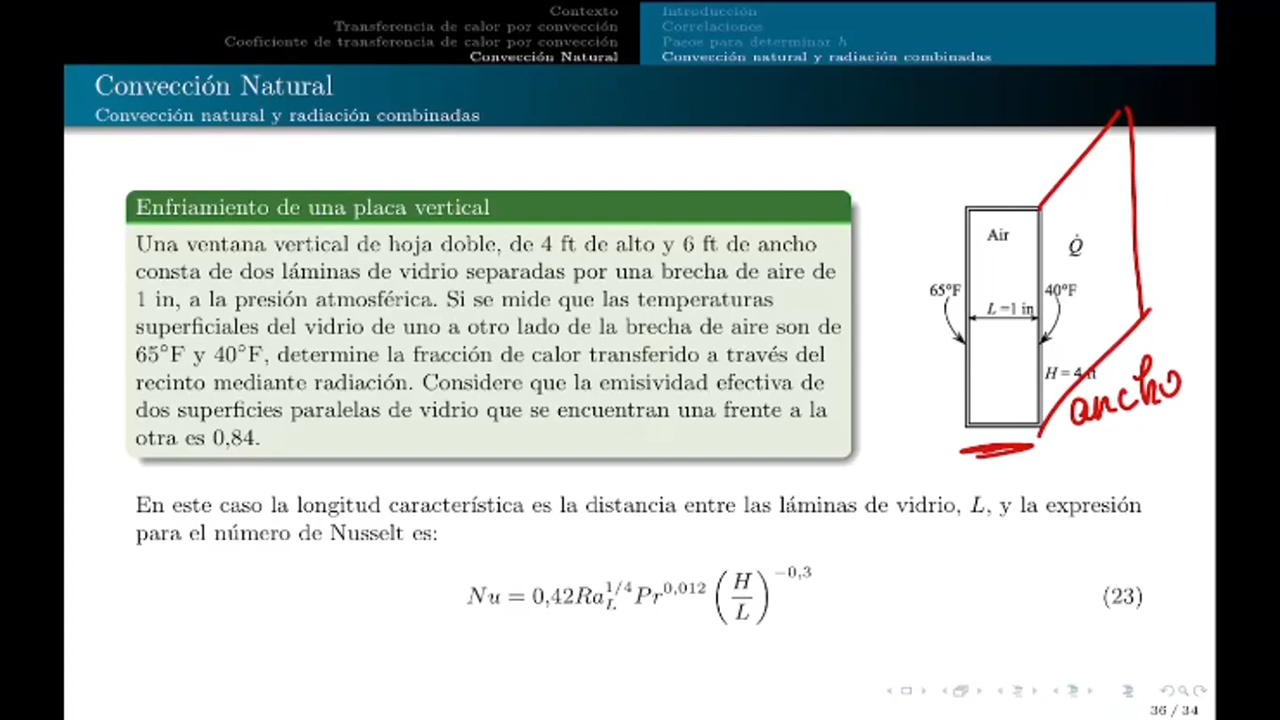 Contexto
Transferencia de calor por convección
Coeficiente de transferencia de calor por convección
Convección Natural
Introducción
Correlaciones
Pasos para determinar h
Convección natural y radiación combinadas
Convección Natural
Convección natural y radiación combinadas
Enfriamiento de una placa vertical
Una ventana vertical de hoja doble, de 4 ft de alto y 6 ft de ancho
consta de dos láminas de vidrio separadas por una brecha de aire de
1 in, a la presión atmosférica. Si se mide que las temperaturas
superficiales del vidrio de uno a otro lado de la brecha de aire son de
65°F y 40°F, determine la fracción de calor transferido a través del
recinto mediante radiación. Considere que la emisividad efectiva de
dos superficies paralelas de vidrio que se encuentran una frente a la
otra es 0,84.
Air
Q̇
65°F
40°F
L =1 in
H = 4 ft
ancho
En este caso la longitud característica es la distancia entre las láminas de vidrio, L, y la expresión
para el número de Nusselt es:
Nu = 0,42Ra_L^{1/4} Pr^{0,012} (H/L)^{−0,3} (23)
36 / 34